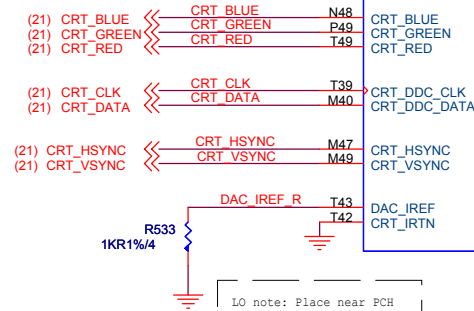 (21) CRT_BLUE CRT_BLUE N48 CRT_BLUE
(21) CRT_GREEN CRT_GREEN P49 CRT_GREEN
(21) CRT_RED CRT_RED T49 CRT_RED
(21) CRT_CLK CRT_CLK T39 CRT_DDC_CLK
(21) CRT_DATA CRT_DATA M40 CRT_DDC_DATA
(21) CRT_HSYNC CRT_HSYNC M47 CRT_HSYNC
(21) CRT_VSYNC CRT_VSYNC M49 CRT_VSYNC
DAC_IREF_R T43 DAC_IREF
T42 CRT_IRTN
R533
1KR1%/4
LO note: Place near PCH